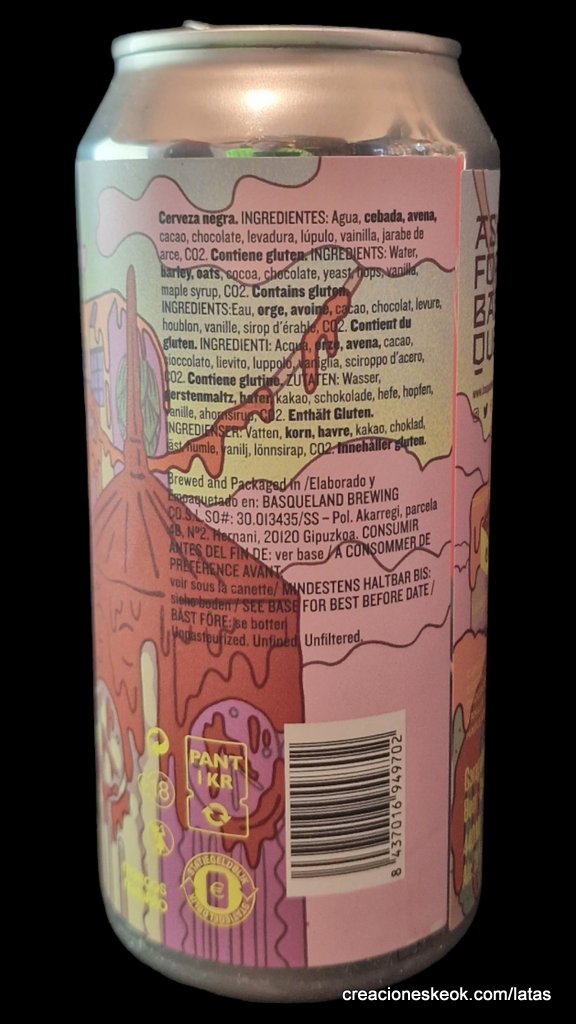 Cerveza negra. INGREDIENTES: Agua, cebada, avena,
cacao, chocolate, levadura, lúpulo, vainilla, jarabe de
arce, CO2. Contiene gluten. INGREDIENTS: Water,
barley, oats, cocoa, chocolate, yeast, hops, vanilla,
maple syrup, CO2. Contains gluten.
INGRÉDIENTS:Eau, orge, avoine, cacao, chocolat, levure,
houblon, vanille, sirop d'érable, CO2. Contient du
gluten. INGREDIENTI: Acqua, orzo, avena, cacao,
cioccolato, lievito, luppolo, vaniglia, sciroppo d'acero,
CO2. Contiene glutine. ZUTATEN: Wasser,
gerstenmaltz, hafer, kakao, schokolade, hefe, hopfen,
vanille, ahornsirup, CO2. Enthält Gluten.
INGREDIENSER: Vatten, korn, havre, kakao, choklad,
jäst, humle, vanilj, lönnsirap, CO2. Innehåller gluten.
Brewed and Packaged in /Elaborado y
Empaquetado en: BASQUELAND BREWING
CO.S.L.SO#: 30.013435/SS – Pol. Akarregi, parcela
4B, Nº2. Hernani, 20120 Gipuzkoa. CONSUMIR
ANTES DEL FIN DE: ver base / A CONSOMMER DE
PRÉFÉRENCE AVANT:
voir sous la canette/ MINDESTENS HALTBAR BIS:
siehe boden / SEE BASE FOR BEST BEFORE DATE /
BÄST FÖRE: se botten
Unpasteurized. Unfined. Unfiltered.
PANT
1 KR
18
STATIEGELDBLIK
STATIEGELDBLIK
€
8 437016 949702
creacioneskeok.com/latas